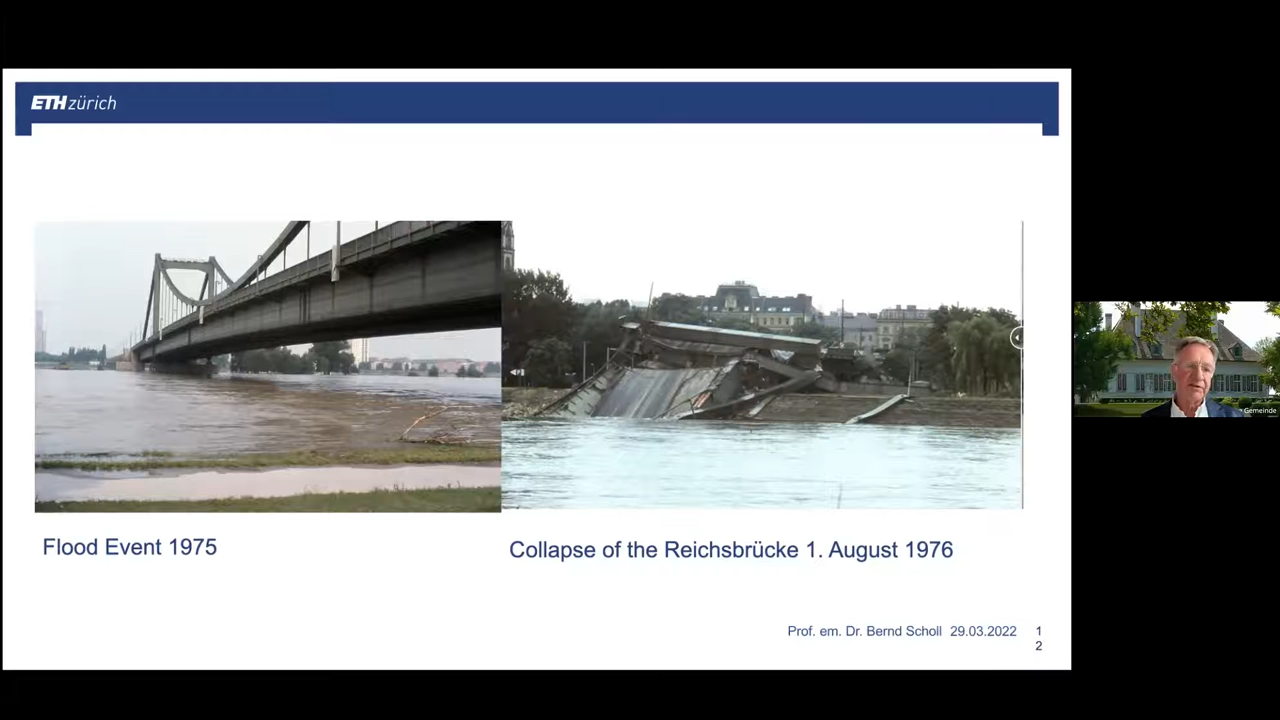 ETH zürich
Flood Event 1975
Collapse of the Reichsbrücke 1. August 1976
Prof. em. Dr. Bernd Scholl 29.03.2022
1
2
Gemeinde